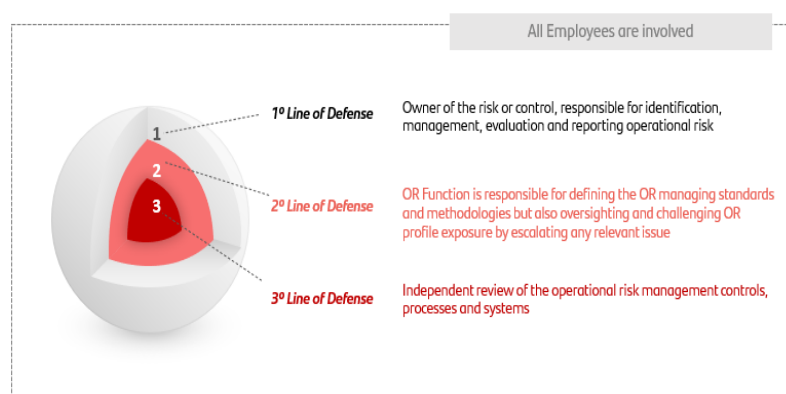 All Employees are involved
1
2
3
1º Line of Defense
Owner of the risk or control, responsible for identification,
management, evaluation and reporting operational risk
2º Line of Defense
OR Function is responsible for defining the OR managing standards
and methodologies but also oversighting and challenging OR
profile exposure by escalating any relevant issue
3º Line of Defense
Independent review of the operational risk management controls,
processes and systems